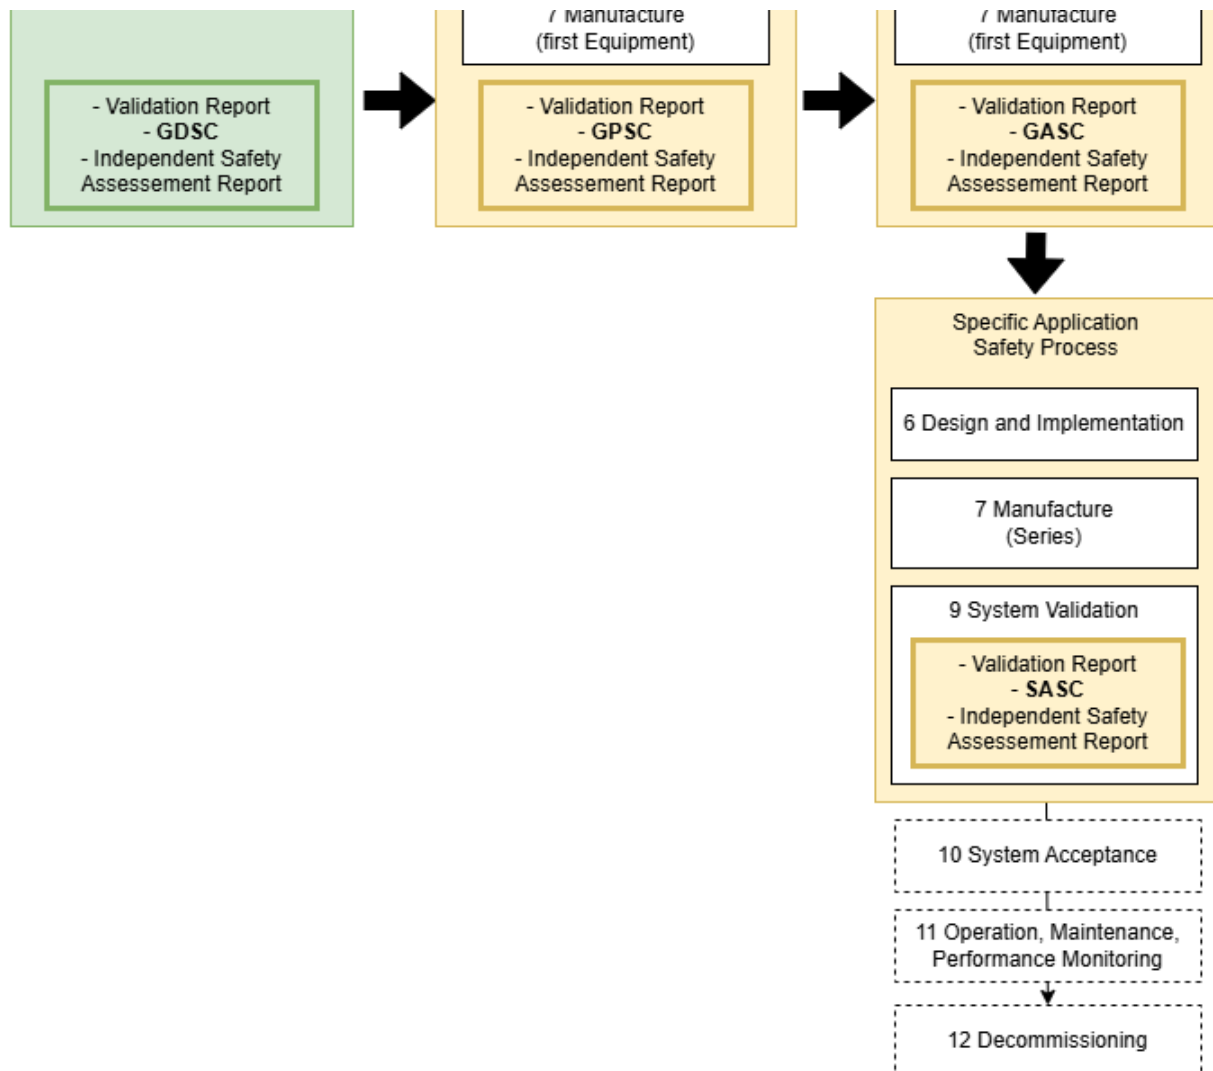 7 Manufacture
(first Equipment)
7 Manufacture
(first Equipment)
- Validation Report
- GDSC
- Independent Safety
Assessement Report
- Validation Report
- GPSC
- Independent Safety
Assessement Report
- Validation Report
- GASC
- Independent Safety
Assessement Report
Specific Application
Safety Process
6 Design and Implementation
7 Manufacture
(Series)
9 System Validation
- Validation Report
- SASC
- Independent Safety
Assessement Report
10 System Acceptance
11 Operation, Maintenance,
Performance Monitoring
12 Decommissioning